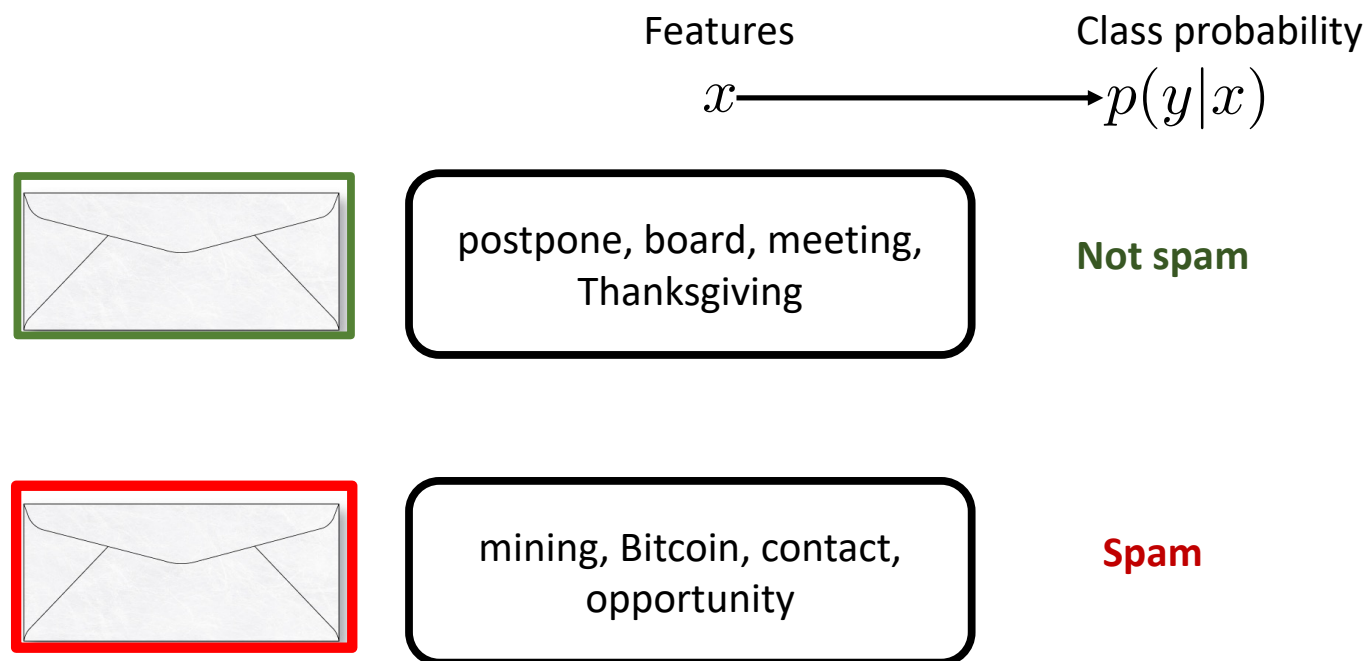 Features Class probability
x p(y|x)
postpone, board, meeting,
Thanksgiving
Not spam
mining, Bitcoin, contact,
opportunity
Spam